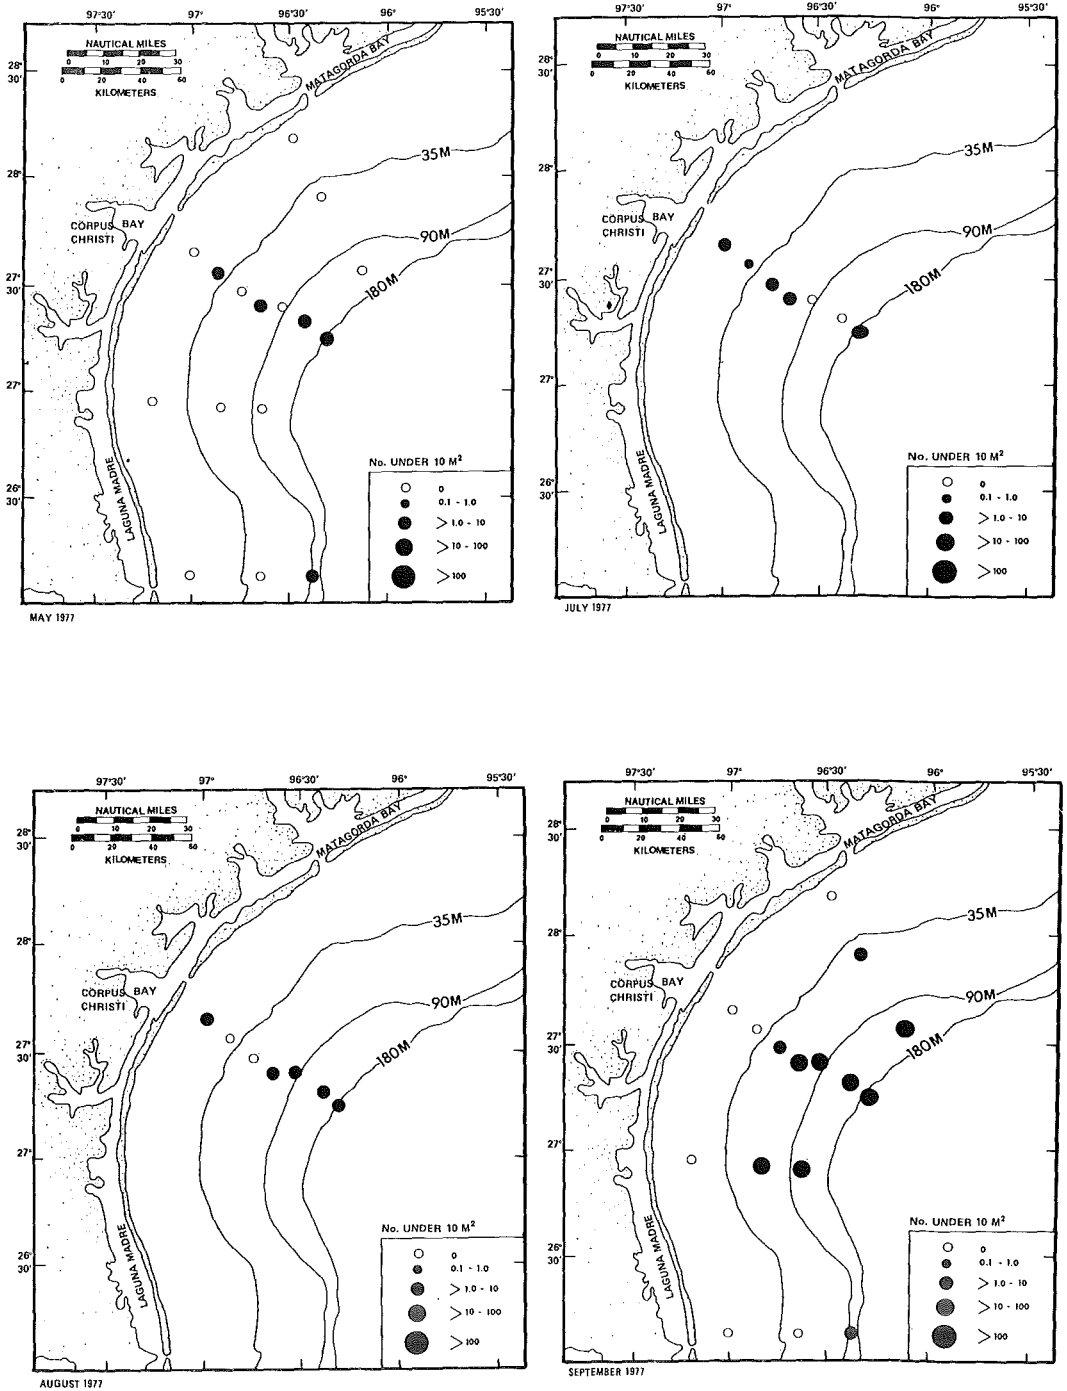 97°30' 97° 96°30' 96° 95°30'
NAUTICAL MILES
0 10 20 30
0 20 40 60
KILOMETERS
MATAGORDA BAY
28°
30'
35M
28°
CORPUS BAY
CHRISTI
90M
27°
30'
180M
27°
LAGUNA MADRE
26°
30'
No. UNDER 10 M²
0
0.1 - 1.0
>1.0 - 10
>10 - 100
>100
MAY 1977
97°30' 97° 96°30' 96° 95°30'
NAUTICAL MILES
0 10 20 30
0 20 40 60
KILOMETERS
MATAGORDA BAY
28°
30'
35M
28°
CORPUS BAY
CHRISTI
90M
27°
30'
180M
27°
LAGUNA MADRE
26°
30'
No. UNDER 10 M²
0
0.1 - 1.0
>1.0 - 10
>10 - 100
>100
JULY 1977
97°30' 97° 96°30' 96° 95°30'
NAUTICAL MILES
0 10 20 30
0 20 40 60
KILOMETERS
MATAGORDA BAY
28°
30'
35M
28°
CORPUS BAY
CHRISTI
90M
27°
30'
180M
27°
LAGUNA MADRE
26°
30'
No. UNDER 10 M²
0
0.1 - 1.0
>1.0 - 10
>10 - 100
>100
AUGUST 1977
97°30' 97° 96°30' 96° 95°30'
NAUTICAL MILES
0 10 20 30
0 20 40 60
KILOMETERS
MATAGORDA BAY
28°
30'
35M
28°
CORPUS BAY
CHRISTI
90M
27°
30'
180M
27°
LAGUNA MADRE
26°
30'
No. UNDER 10 M²
0
0.1 - 1.0
>1.0 - 10
>10 - 100
>100
SEPTEMBER 1977